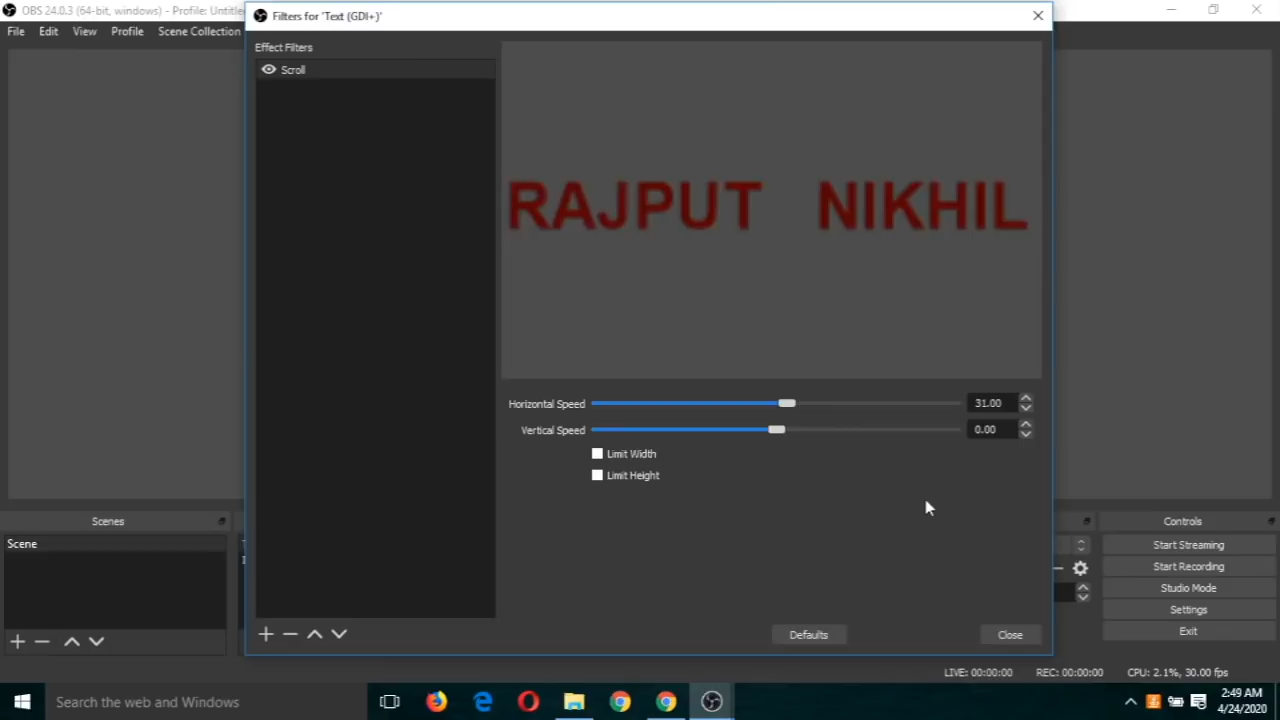 OBS 24.0.3 (64-bit, windows) - Profile: Untitle
File Edit View Profile Scene Collection
Filters for 'Text (GDI+)'
Effect Filters
Scroll
RAJPUT NIKHIL
Horizontal Speed 31.00
Vertical Speed 0.00
Limit Width
Limit Height
Defaults
Close
Scenes
Scene
Controls
Start Streaming
Start Recording
Studio Mode
Settings
Exit
LIVE: 00:00:00 REC: 00:00:00 CPU: 2.1%, 30.00 fps
Search the web and Windows
2:49 AM
4/24/2020